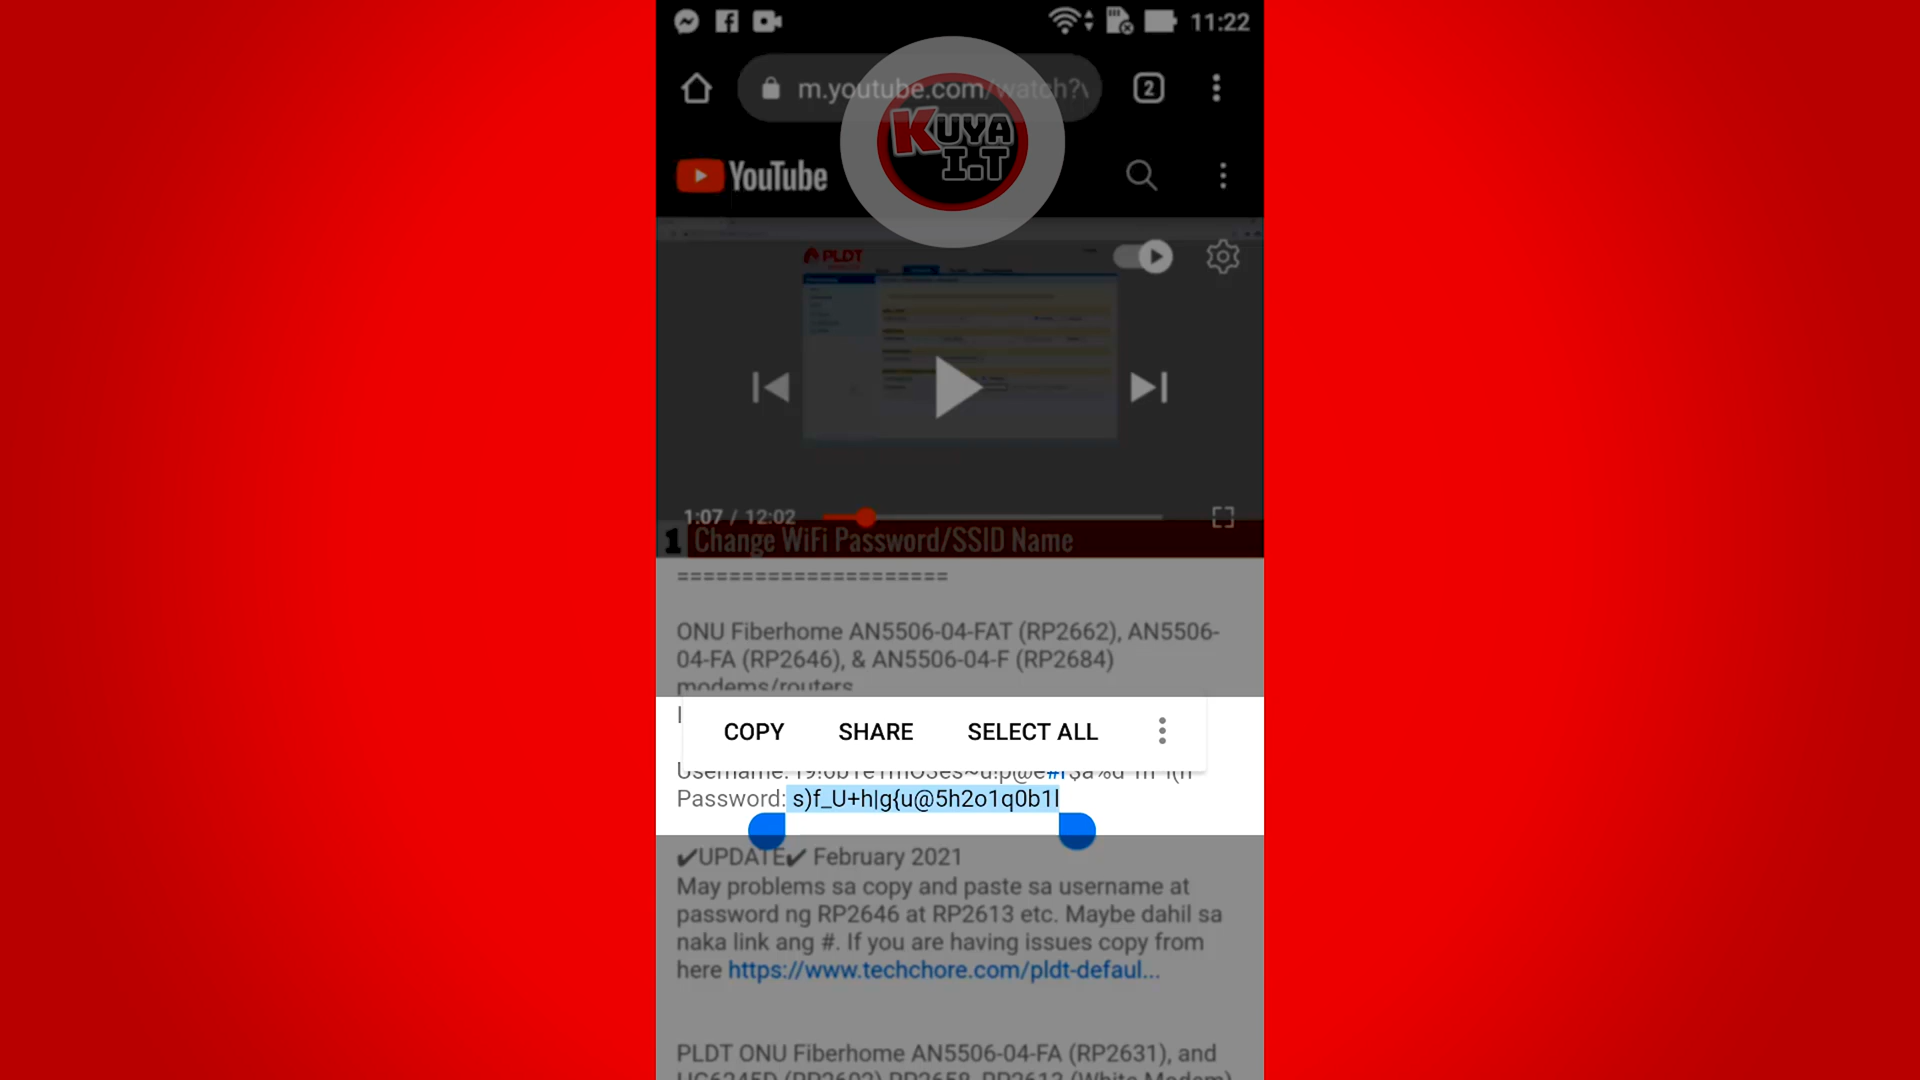 11:22
m.youtube.com/watch?v
2
KUYA
I.T
YouTube
PLDT
1:07 / 12:02
1 Change WiFi Password/SSID Name
=====================
ONU Fiberhome AN5506-04-FAT (RP2662), AN5506-
04-FA (RP2646), & AN5506-04-F (RP2684)
modems/routers
COPY SHARE SELECT ALL
Username:
Password: s)f_U+h|g{u@5h2o1q0b1l
✔UPDATE✔ February 2021
May problems sa copy and paste sa username at
password ng RP2646 at RP2613 etc. Maybe dahil sa
naka link ang #. If you are having issues copy from
here https://www.techchore.com/pldt-defaul...
PLDT ONU Fiberhome AN5506-04-FA (RP2631), and